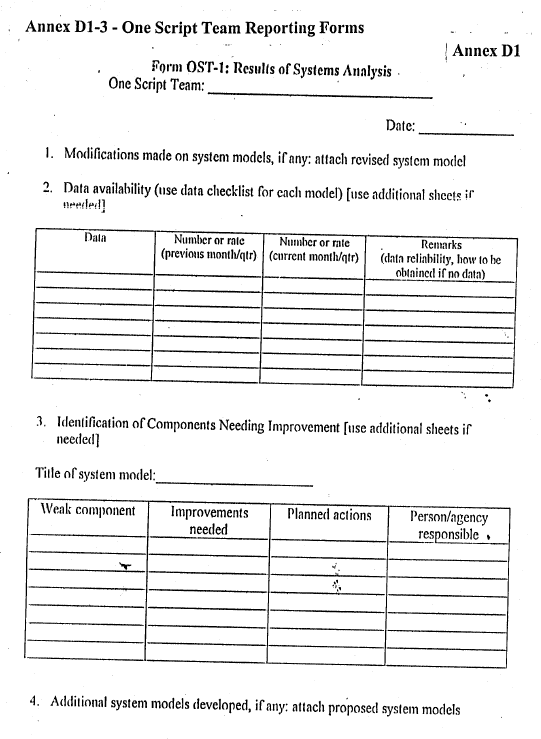 Annex D1-3 - One Script Team Reporting Forms
Annex D1
Form OST-1: Results of Systems Analysis
One Script Team:
Date:
1. Modifications made on system models, if any: attach revised system model
2. Data availability (use data checklist for each model) [use additional sheets if
needed]
Data
Number or rate
(previous month/qtr)
Number or rate
(current month/qtr)
Remarks
(data reliability, how to be
obtained if no data)
3. Identification of Components Needing Improvement [use additional sheets if
needed]
Title of system model:
Weak component
Improvements
needed
Planned actions
Person/agency
responsible
4. Additional system models developed, if any: attach proposed system models